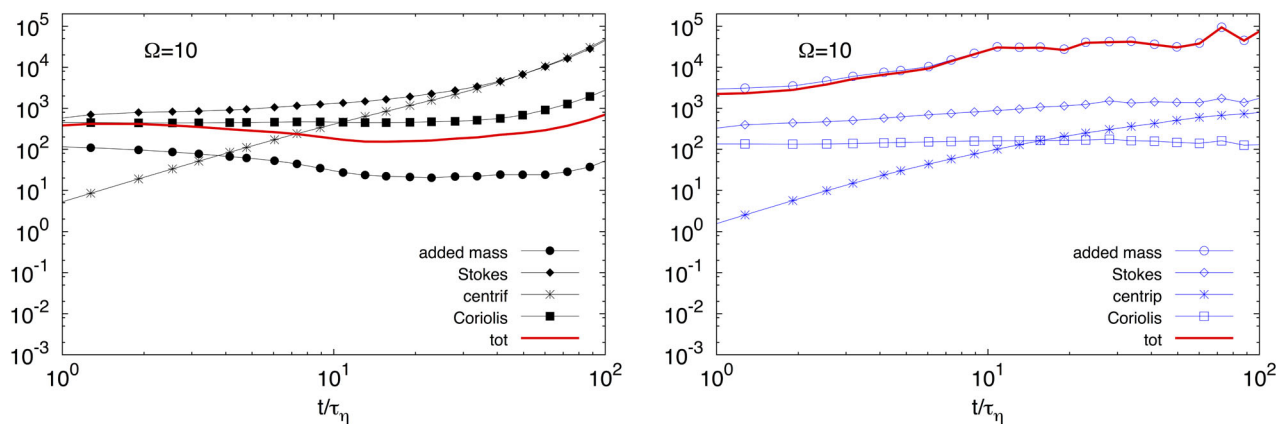 10^5
10^4
10^3
10^2
10^1
10^0
10^-1
10^-2
10^-3
Ω=10
added mass
Stokes
centrif
Coriolis
tot
10^0
10^1
10^2
t/τ_η
10^5
10^4
10^3
10^2
10^1
10^0
10^-1
10^-2
10^-3
Ω=10
added mass
Stokes
centrip
Coriolis
tot
10^0
10^1
10^2
t/τ_η